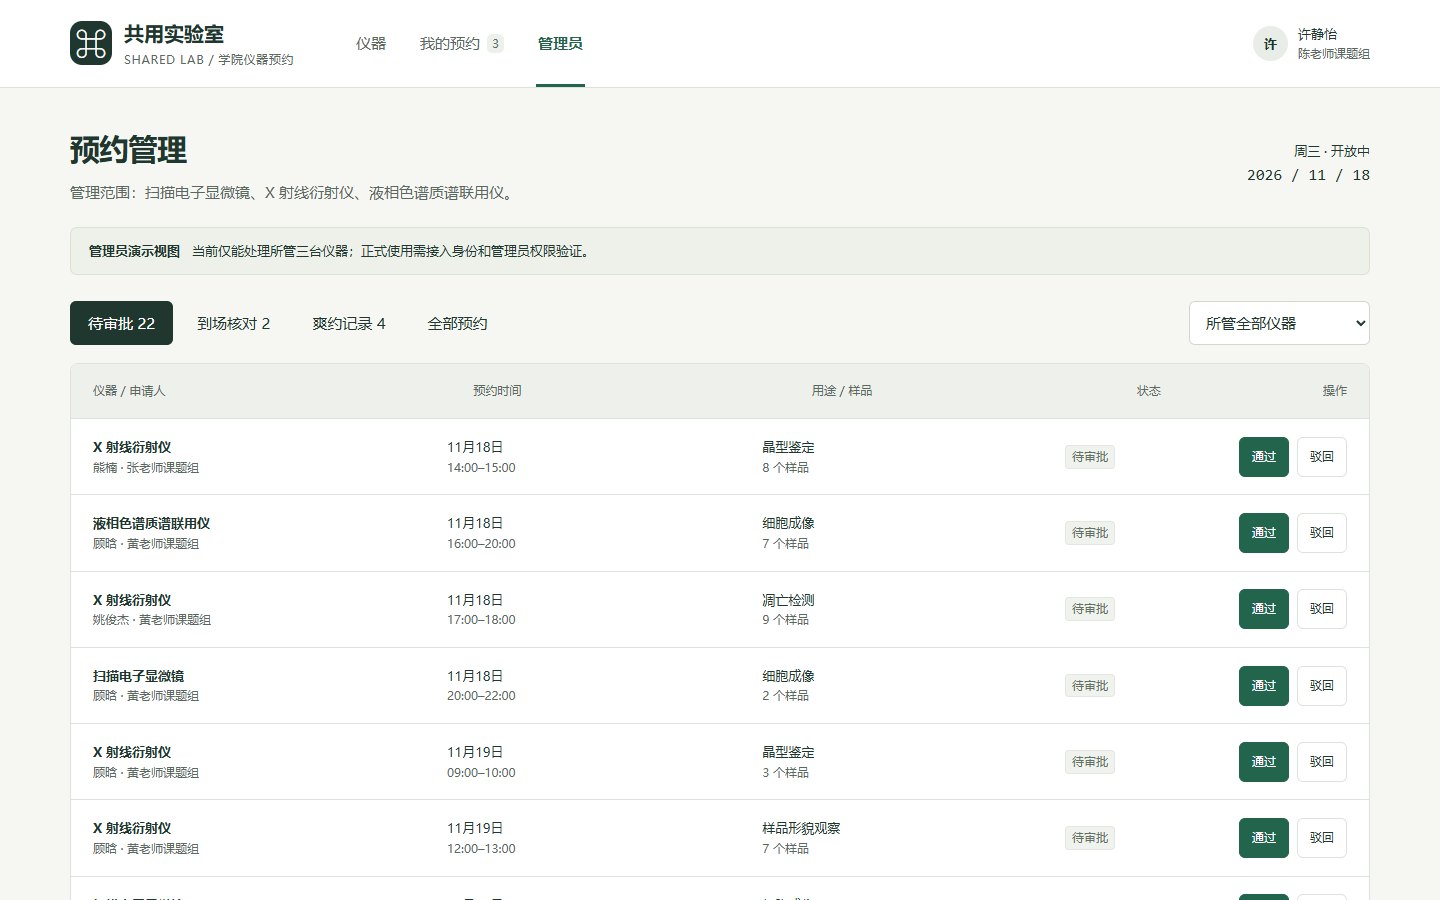 共用实验室
SHARED LAB / 学院仪器预约
仪器
我的预约 3
管理员
许
许静怡
陈老师课题组
预约管理
管理范围：扫描电子显微镜、X 射线衍射仪、液相色谱质谱联用仪。
周三 · 开放中
2026 / 11 / 18
管理员演示视图 当前仅能处理所管三台仪器；正式使用需接入身份和管理员权限验证。
待审批 22
到场核对 2
爽约记录 4
全部预约
所管全部仪器
仪器 / 申请人 预约时间 用途 / 样品 状态 操作
X 射线衍射仪 11月18日 晶型鉴定
熊楠 · 张老师课题组 14:00–15:00 8 个样品
待审批 通过 驳回
液相色谱质谱联用仪 11月18日 细胞成像
顾晗 · 黄老师课题组 16:00–20:00 7 个样品
待审批 通过 驳回
X 射线衍射仪 11月18日 凋亡检测
姚俊杰 · 黄老师课题组 17:00–18:00 9 个样品
待审批 通过 驳回
扫描电子显微镜 11月18日 细胞成像
顾晗 · 黄老师课题组 20:00–22:00 2 个样品
待审批 通过 驳回
X 射线衍射仪 11月19日 晶型鉴定
顾晗 · 黄老师课题组 09:00–10:00 3 个样品
待审批 通过 驳回
X 射线衍射仪 11月19日 样品形貌观察
顾晗 · 黄老师课题组 12:00–13:00 7 个样品
待审批 通过 驳回